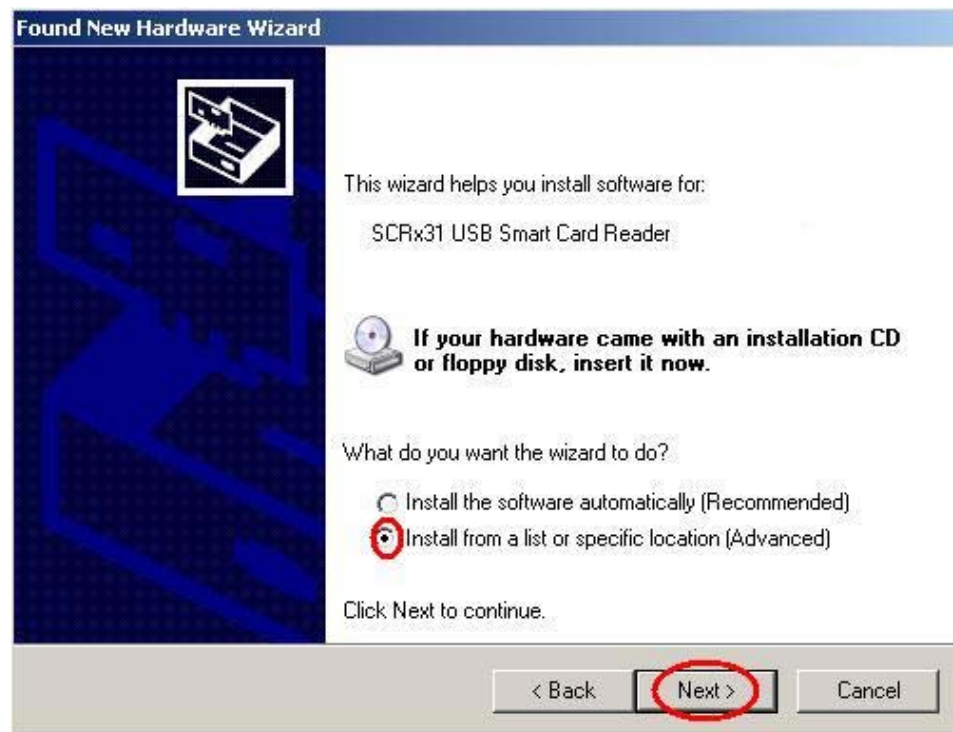 Found New Hardware Wizard
This wizard helps you install software for:
SCRx31 USB Smart Card Reader
If your hardware came with an installation CD
or floppy disk, insert it now.
What do you want the wizard to do?
Install the software automatically (Recommended)
Install from a list or specific location (Advanced)
Click Next to continue.
< Back
Next >
Cancel